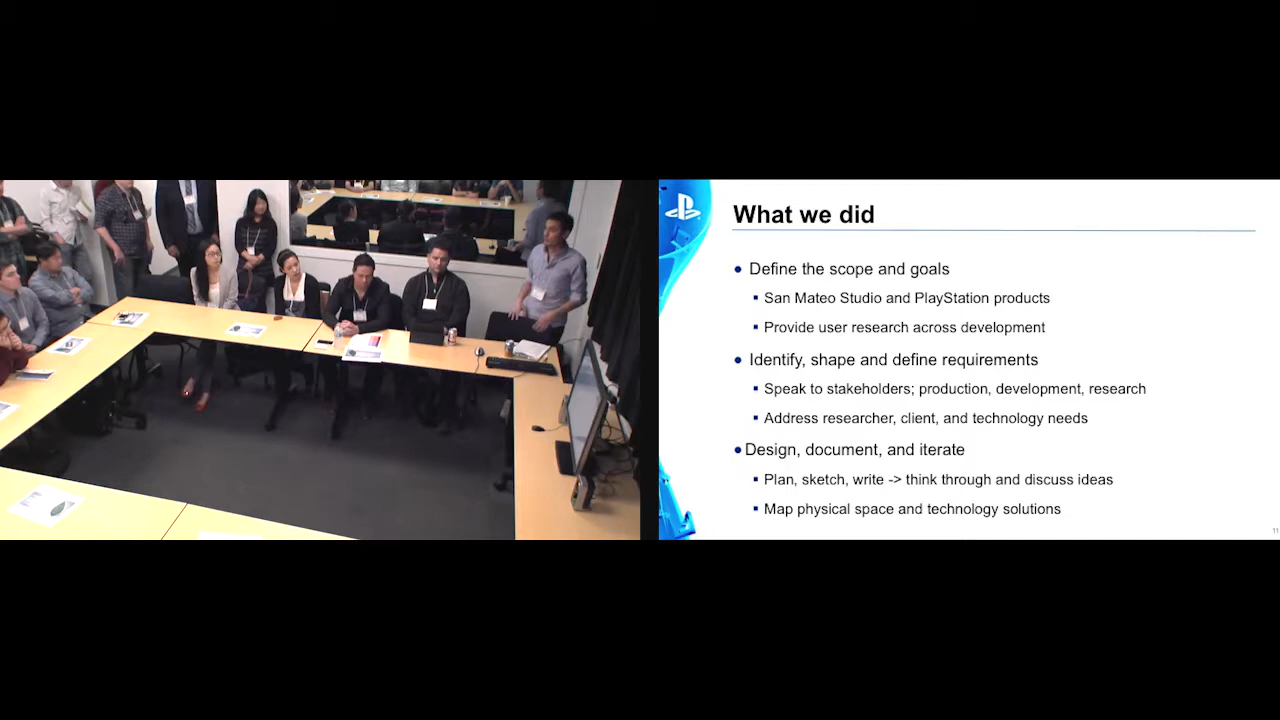 What we did
• Define the scope and goals
▪ San Mateo Studio and PlayStation products
▪ Provide user research across development
• Identify, shape and define requirements
▪ Speak to stakeholders; production, development, research
▪ Address researcher, client, and technology needs
• Design, document, and iterate
▪ Plan, sketch, write -> think through and discuss ideas
▪ Map physical space and technology solutions
11